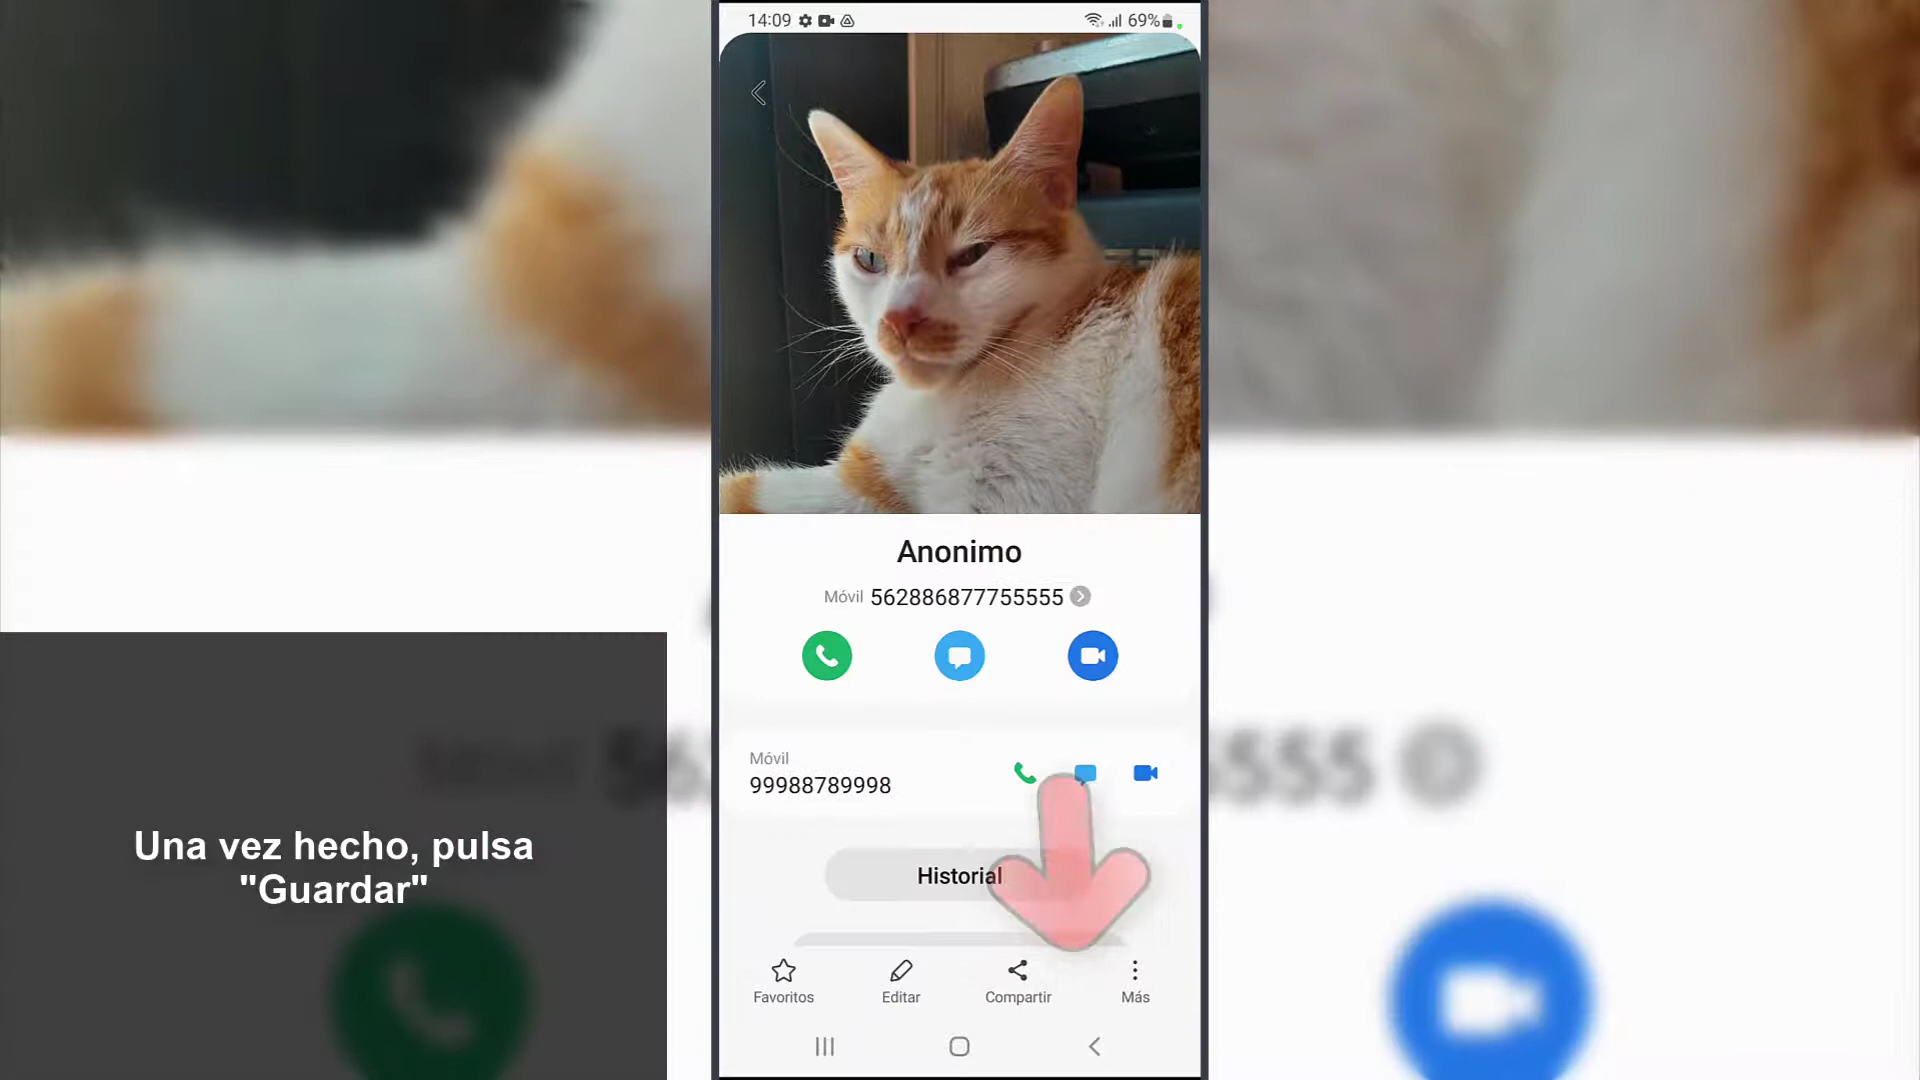 14:09
69%
Anonimo
Móvil 562886877755555
Móvil
99988789998
Historial
Favoritos
Editar
Compartir
Más
Una vez hecho, pulsa
"Guardar"